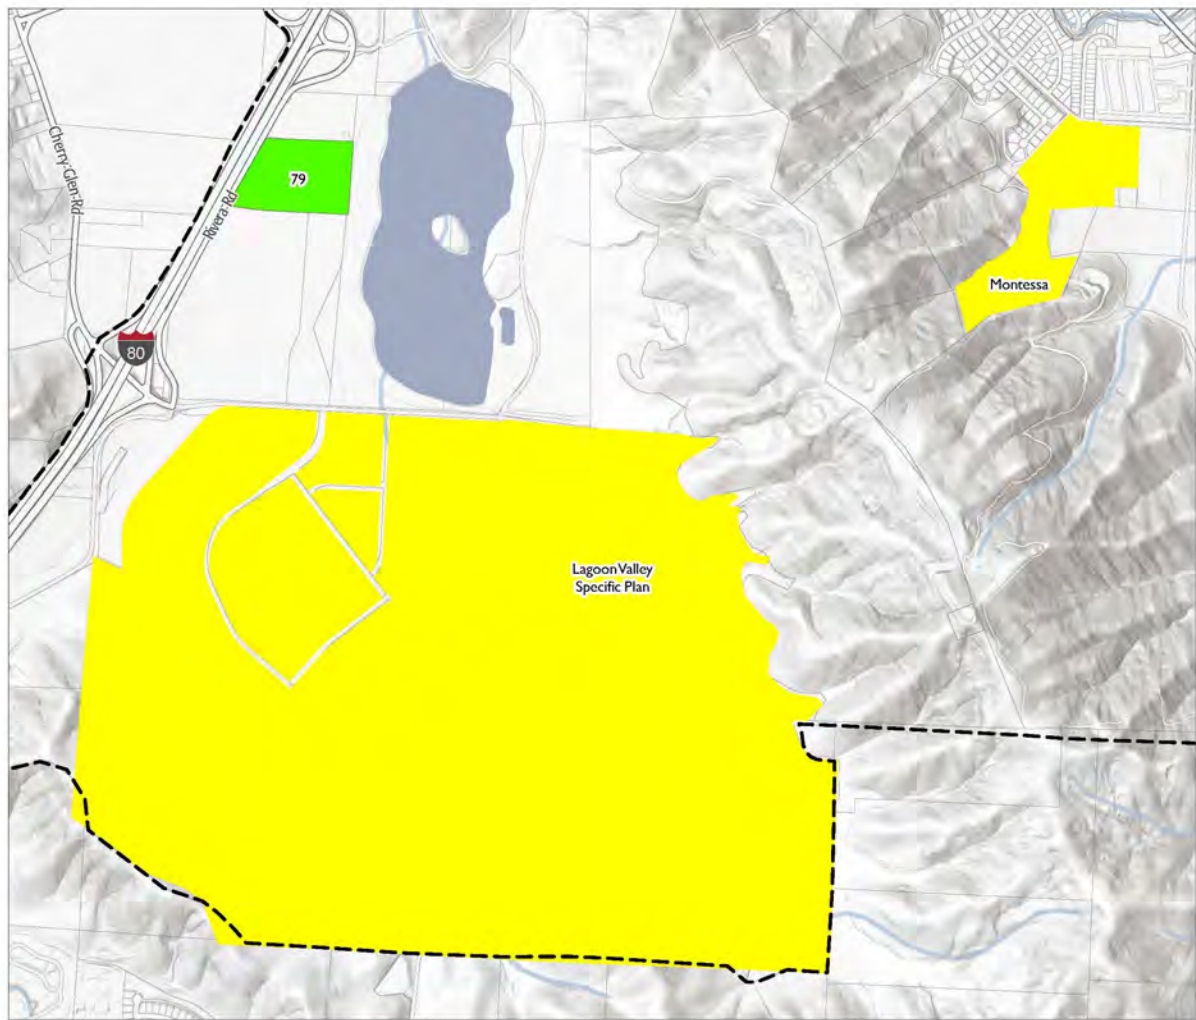 Cherry Glen Rd
79
Rivera Rd
Montessa
80
Lagoon Valley
Specific Plan